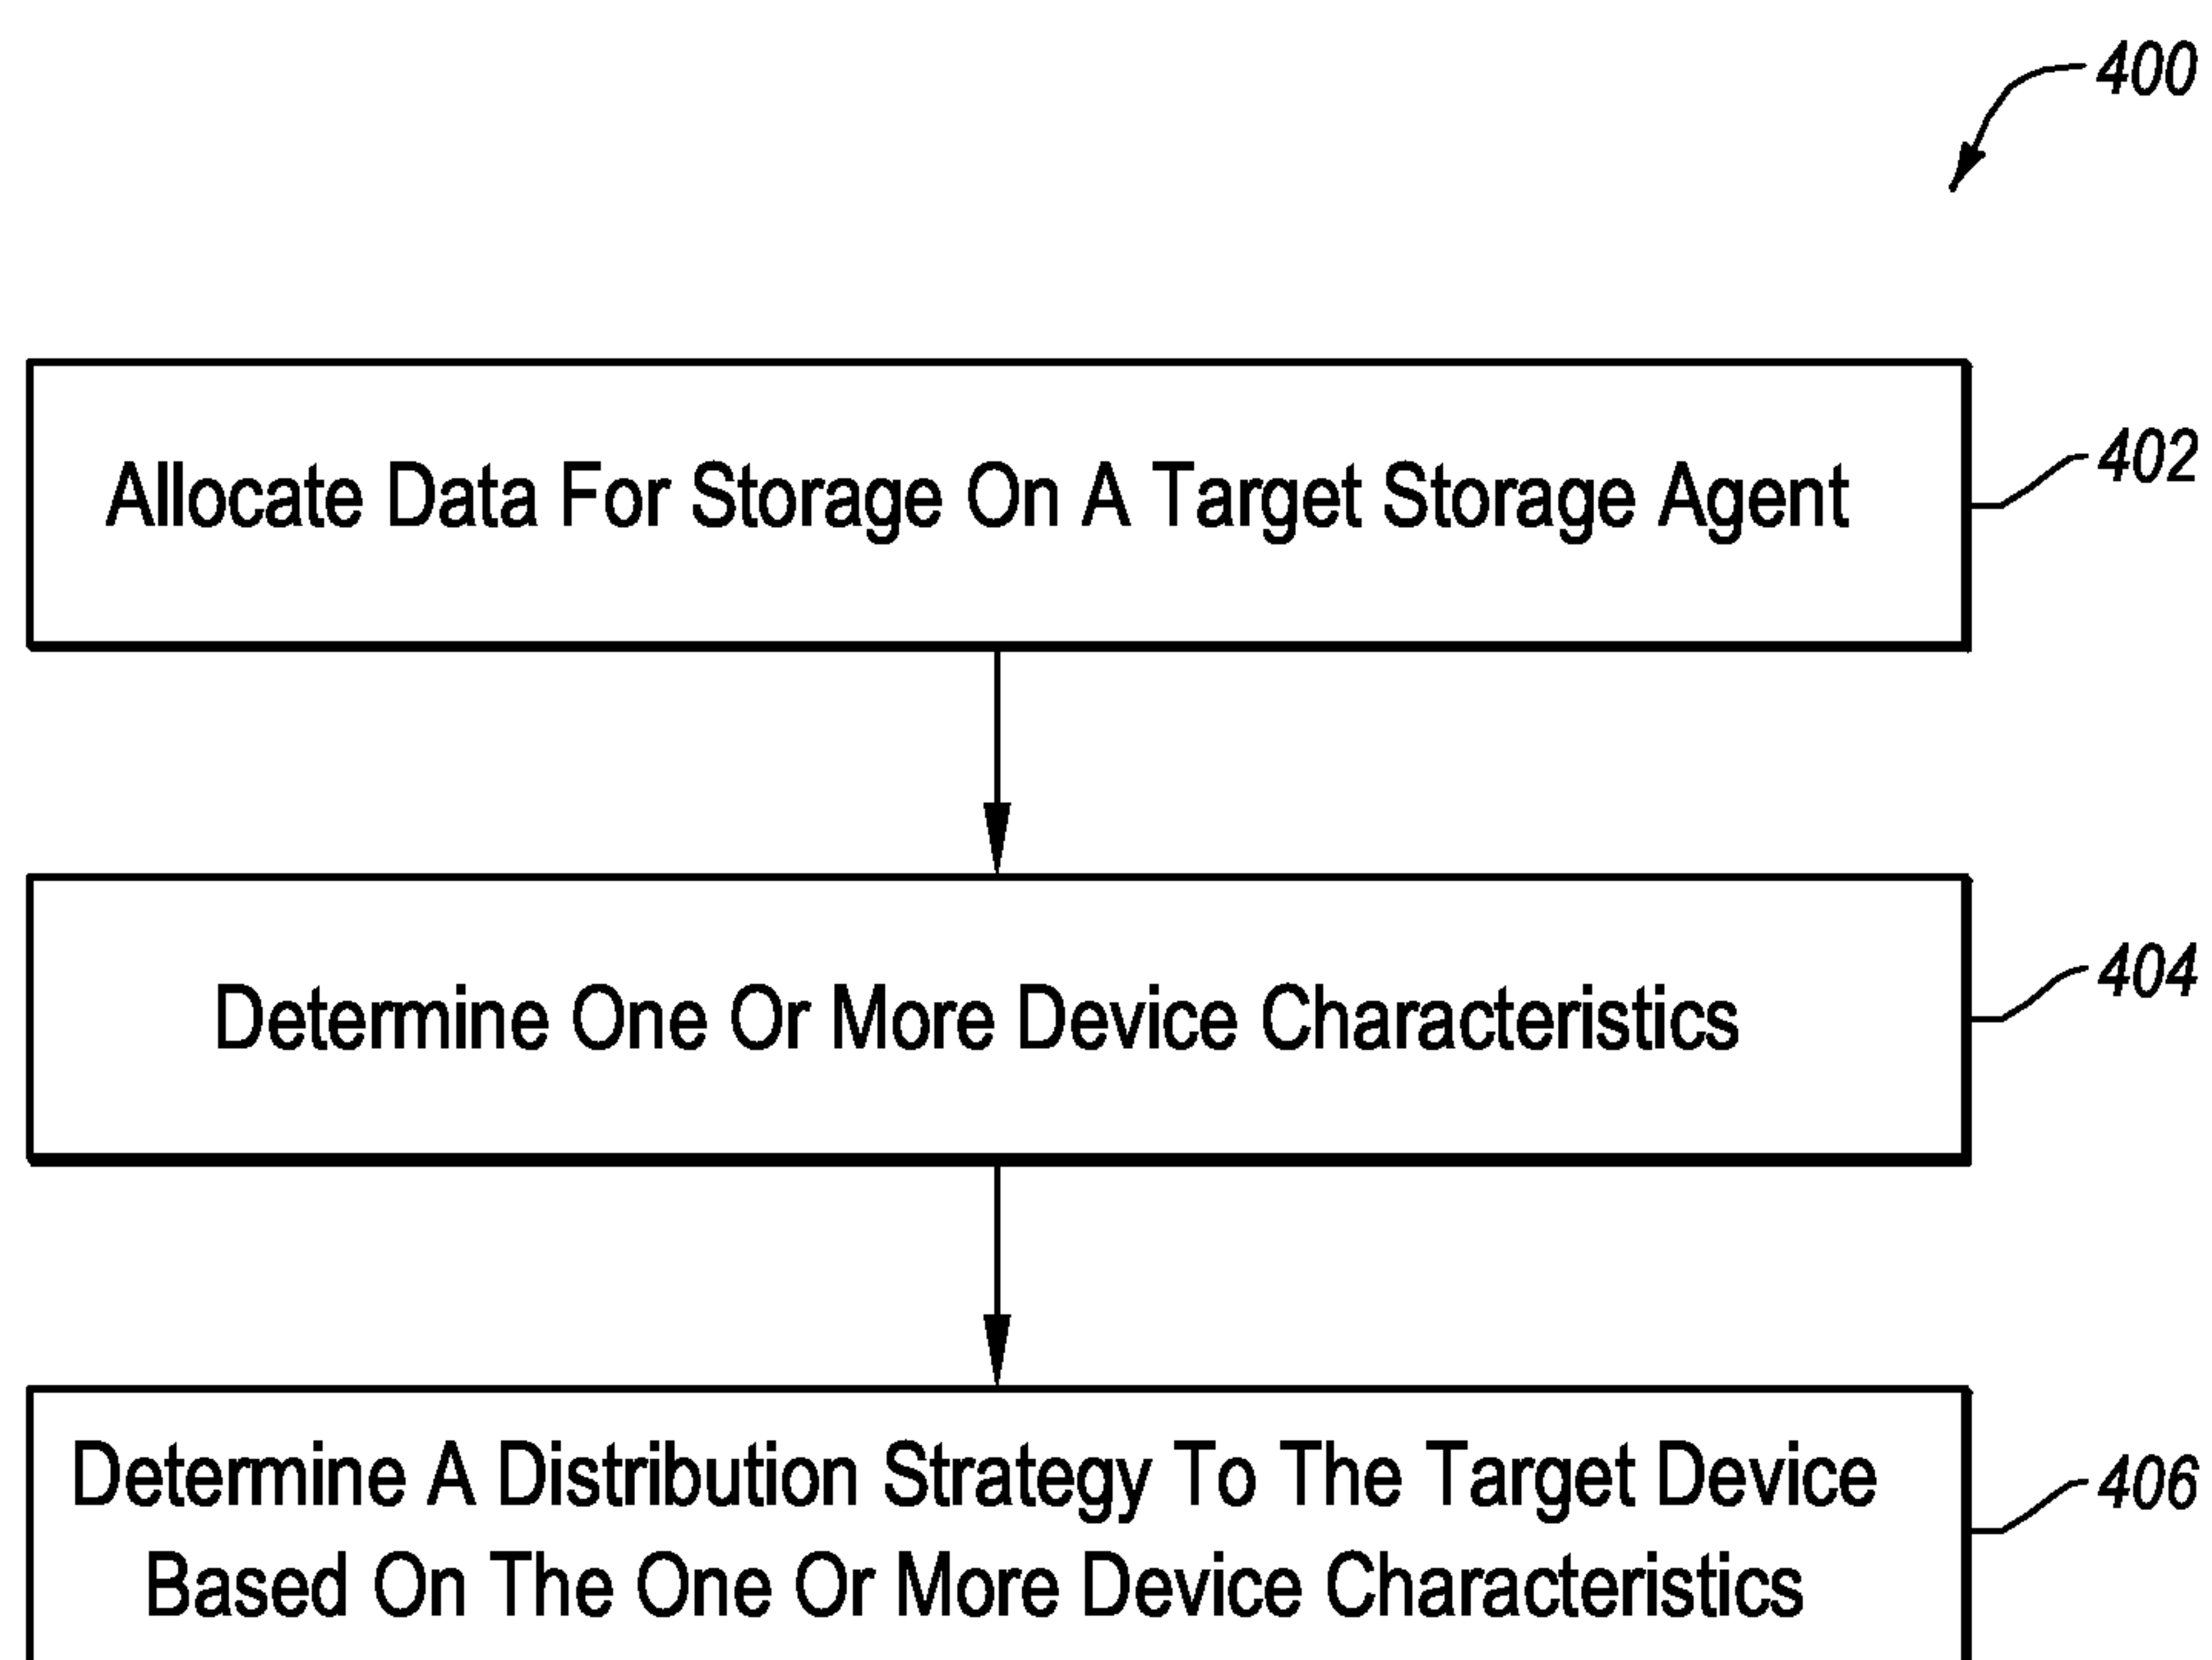 400
Allocate Data For Storage On A Target Storage Agent
402
Determine One Or More Device Characteristics
404
Determine A Distribution Strategy To The Target Device
406
Based On The One Or More Device Characteristics